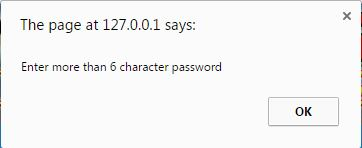 The page at 127.0.0.1 says:
Enter more than 6 character password
OK